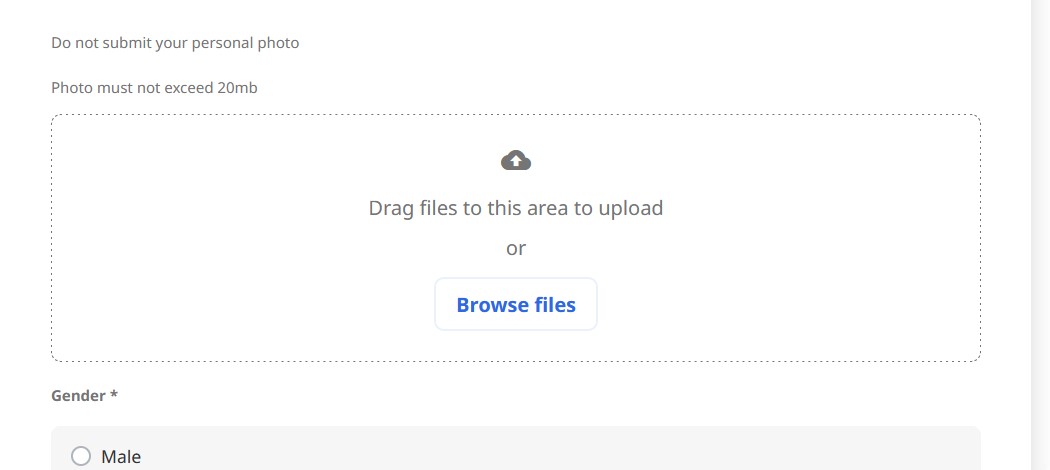 Do not submit your personal photo
Photo must not exceed 20mb
Drag files to this area to upload
or
Browse files
Gender *
Male